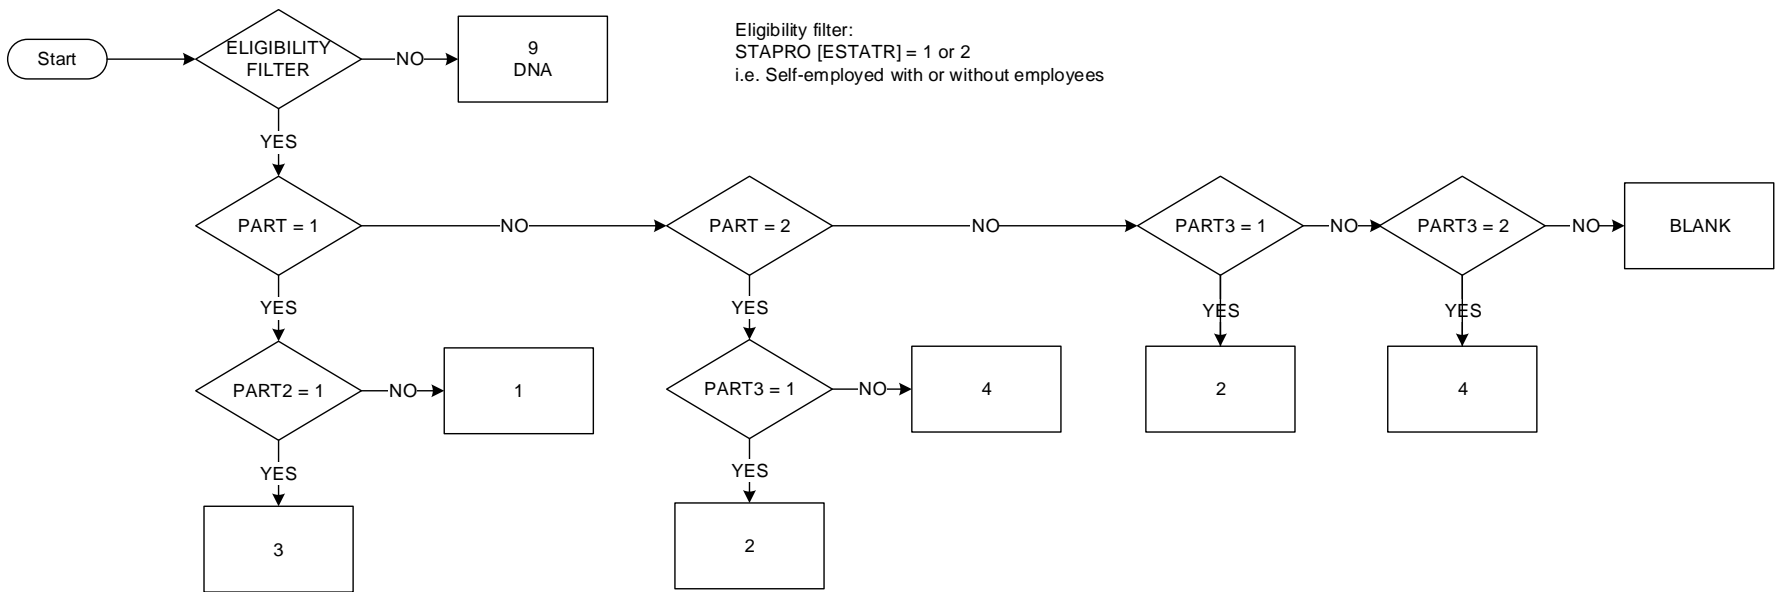 Start
ELIGIBILITY
FILTER
NO
9
DNA
Eligibility filter:
STAPRO [ESTATR] = 1 or 2
i.e. Self-employed with or without employees
YES
PART = 1
NO
PART = 2
NO
PART3 = 1
NO
PART3 = 2
NO
BLANK
YES
YES
YES
YES
PART2 = 1
NO
1
PART3 = 1
NO
4
2
4
YES
YES
3
2